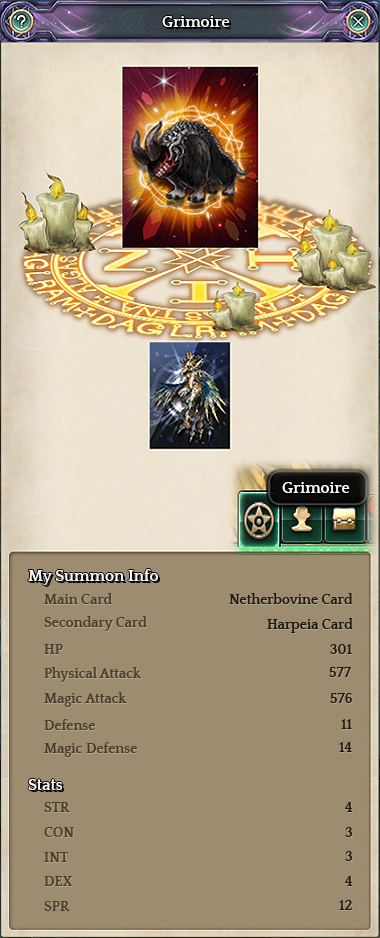 ?
Grimoire
Grimoire
My Summon Info
Main Card Netherbovine Card
Secondary Card Harpeia Card
HP 301
Physical Attack 577
Magic Attack 576
Defense 11
Magic Defense 14
Stats
STR 4
CON 3
INT 3
DEX 4
SPR 12